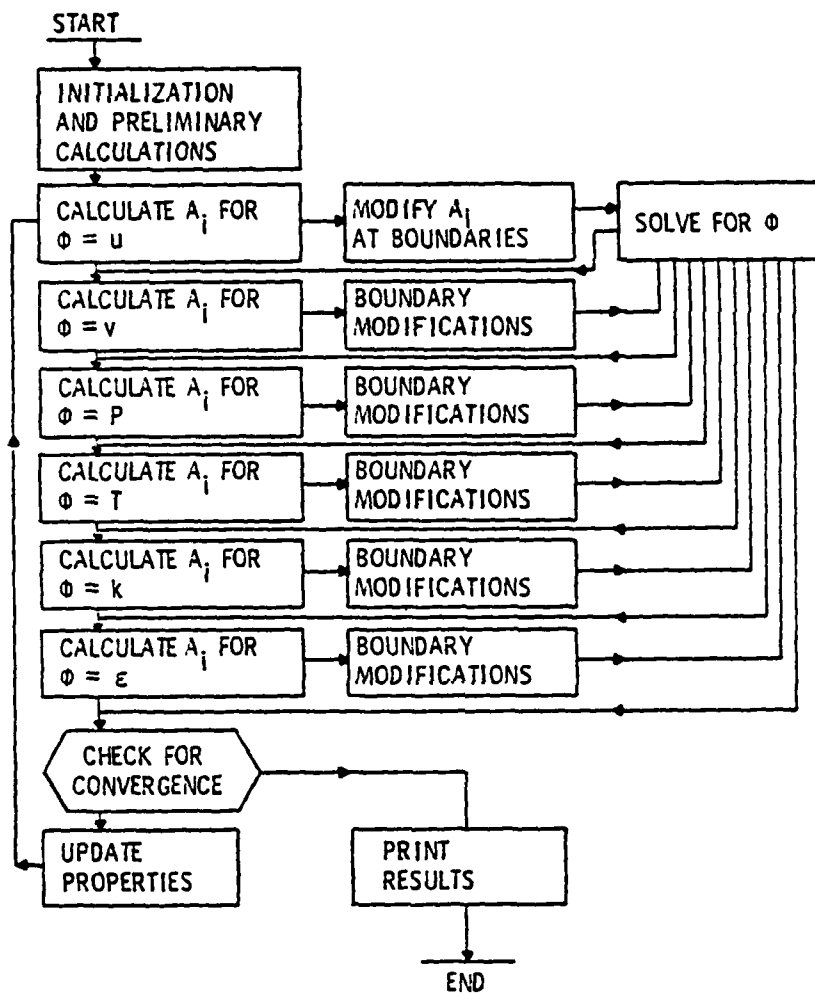 START
INITIALIZATION
AND PRELIMINARY
CALCULATIONS
CALCULATE A_i FOR
Φ = u
MODIFY A_i
AT BOUNDARIES
SOLVE FOR Φ
CALCULATE A_i FOR
Φ = v
BOUNDARY
MODIFICATIONS
CALCULATE A_i FOR
Φ = P
BOUNDARY
MODIFICATIONS
CALCULATE A_i FOR
Φ = T
BOUNDARY
MODIFICATIONS
CALCULATE A_i FOR
Φ = k
BOUNDARY
MODIFICATIONS
CALCULATE A_i FOR
Φ = ε
BOUNDARY
MODIFICATIONS
CHECK FOR
CONVERGENCE
UPDATE
PROPERTIES
PRINT
RESULTS
END